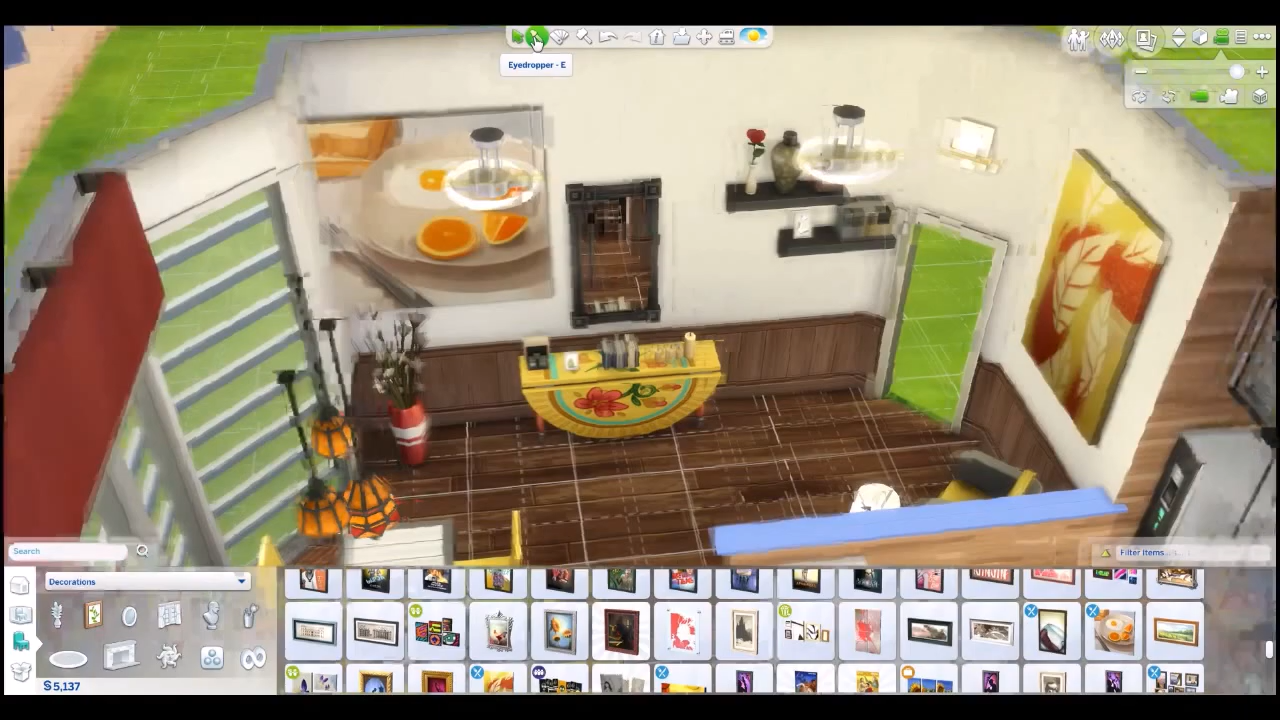 Eyedropper - E
Search
Filter Items...
Decorations
§5,137